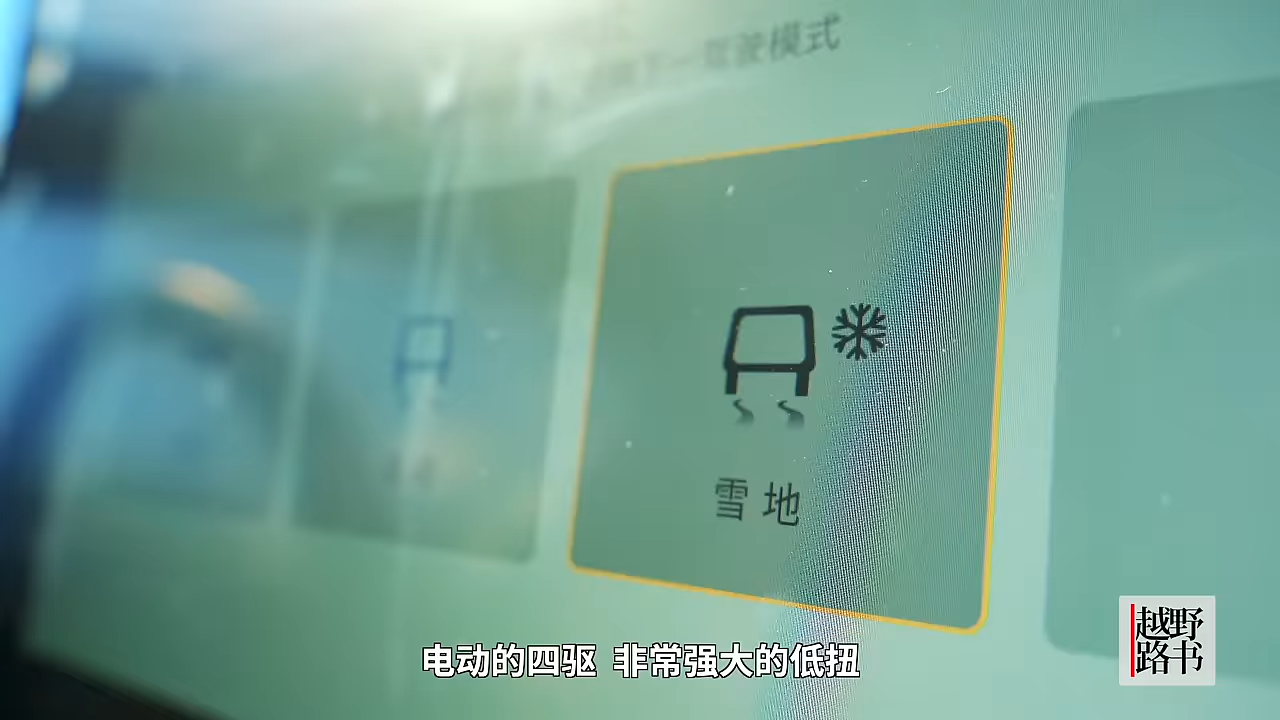 驾驶模式
雪地
电动的四驱 非常强大的低扭
越野
路书